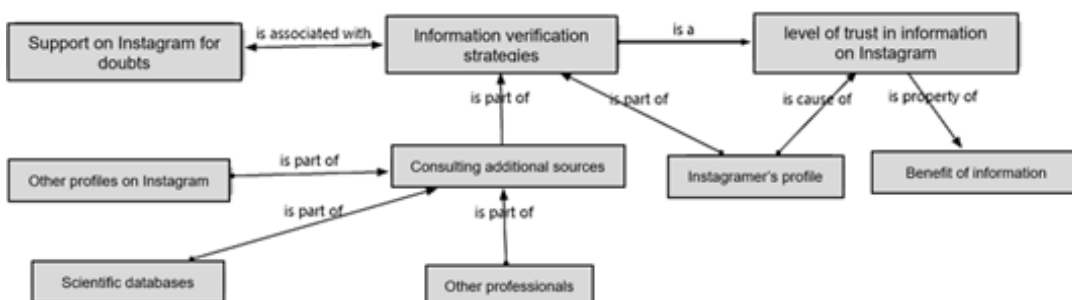 Support on Instagram for
doubts
is associated with
Information verification
strategies
is a
level of trust in information
on Instagram
is part of
is part of
is cause of
is property of
Other profiles on Instagram
is part of
Consulting additional sources
Instagramer's profile
Benefit of information
is part of
is part of
Scientific databases
Other professionals